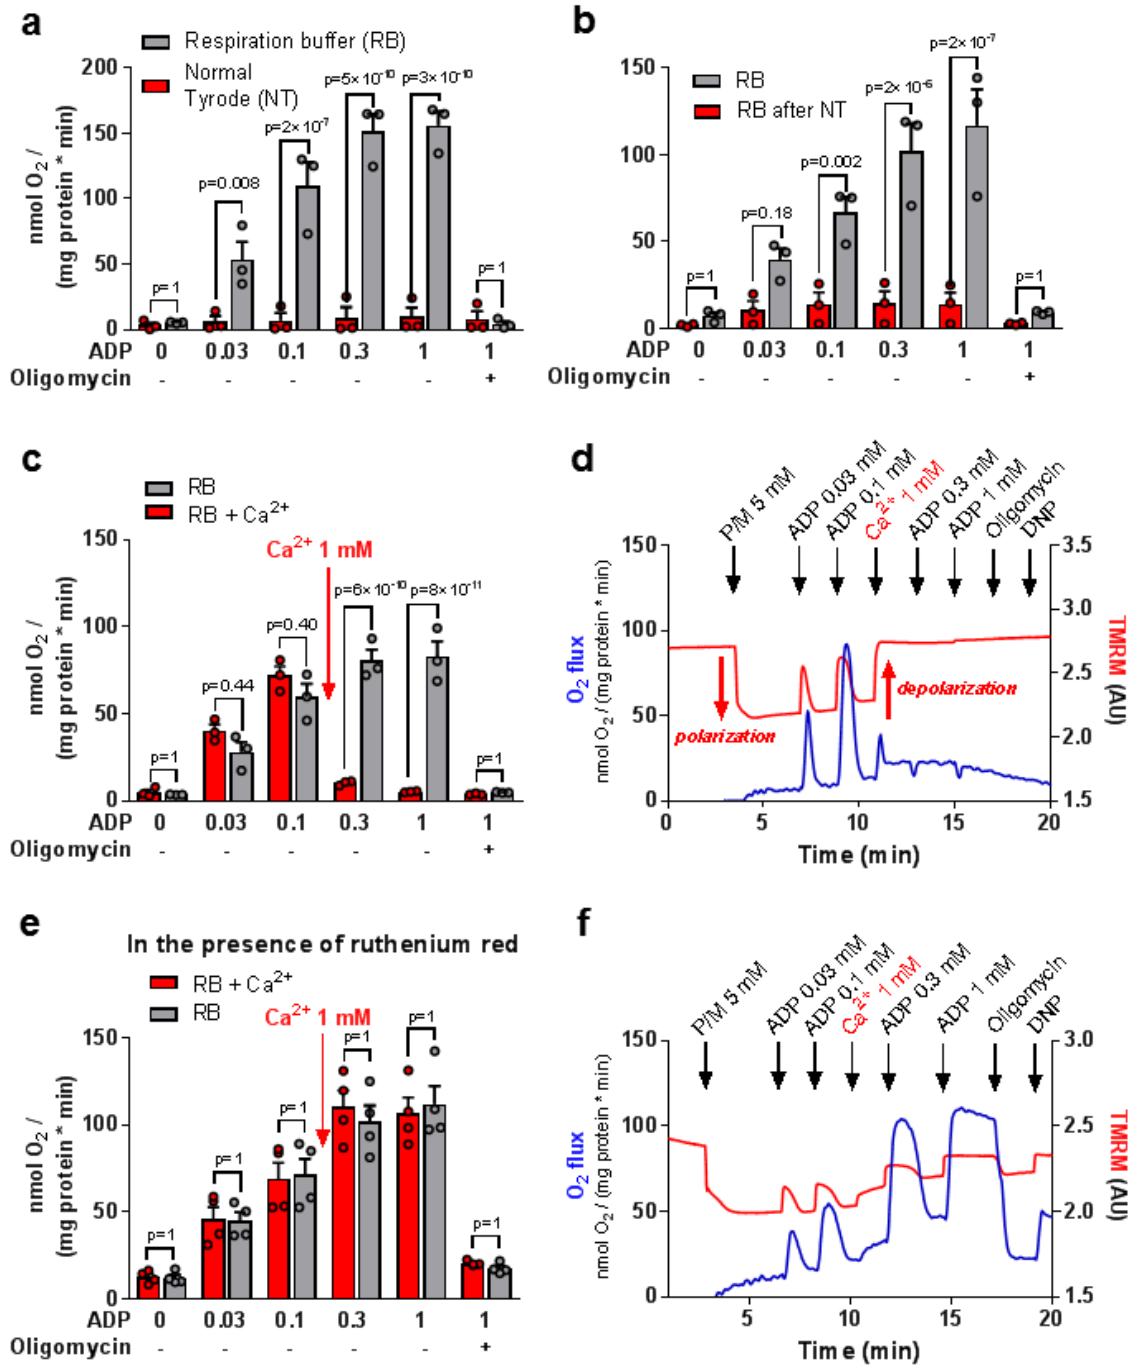 a
Respiration buffer (RB)
Normal
Tyrode (NT)
200
150
100
50
0
nmol O2 /
(mg protein * min)
p=1
p=0.008
p=2×10-7
p=5×10-10
p=3×10-10
p=1
ADP 0 0.03 0.1 0.3 1 1
Oligomycin - - - - - +
b
RB
RB after NT
150
100
50
0
p=1
p=0.18
p=0.002
p=2×10-6
p=2×10-7
p=1
ADP 0 0.03 0.1 0.3 1 1
Oligomycin - - - - - +
c
RB
RB + Ca2+
Ca2+ 1 mM
150
100
50
0
nmol O2 /
(mg protein * min)
p=1
p=0.44
p=0.40
p=6×10-10
p=8×10-11
p=1
ADP 0 0.03 0.1 0.3 1 1
Oligomycin - - - - - +
d
P/M 5 mM
ADP 0.03 mM
ADP 0.1 mM
Ca2+ 1 mM
ADP 0.3 mM
ADP 1 mM
Oligomycin
DNP
150
100
50
0
O2 flux
nmol O2 / (mg protein * min)
3.5
3.0
2.5
2.0
1.5
TMRM (AU)
polarization
depolarization
0 5 10 15 20
Time (min)
e
In the presence of ruthenium red
RB + Ca2+
RB
Ca2+ 1 mM
150
100
50
0
nmol O2 /
(mg protein * min)
p=1
p=1
p=1
p=1
p=1
p=1
ADP 0 0.03 0.1 0.3 1 1
Oligomycin - - - - - +
f
P/M 5 mM
ADP 0.03 mM
ADP 0.1 mM
Ca2+ 1 mM
ADP 0.3 mM
ADP 1 mM
Oligomycin
DNP
150
100
50
0
O2 flux
nmol O2 / (mg protein * min)
3.0
2.5
2.0
1.5
TMRM (AU)
5 10 15 20
Time (min)